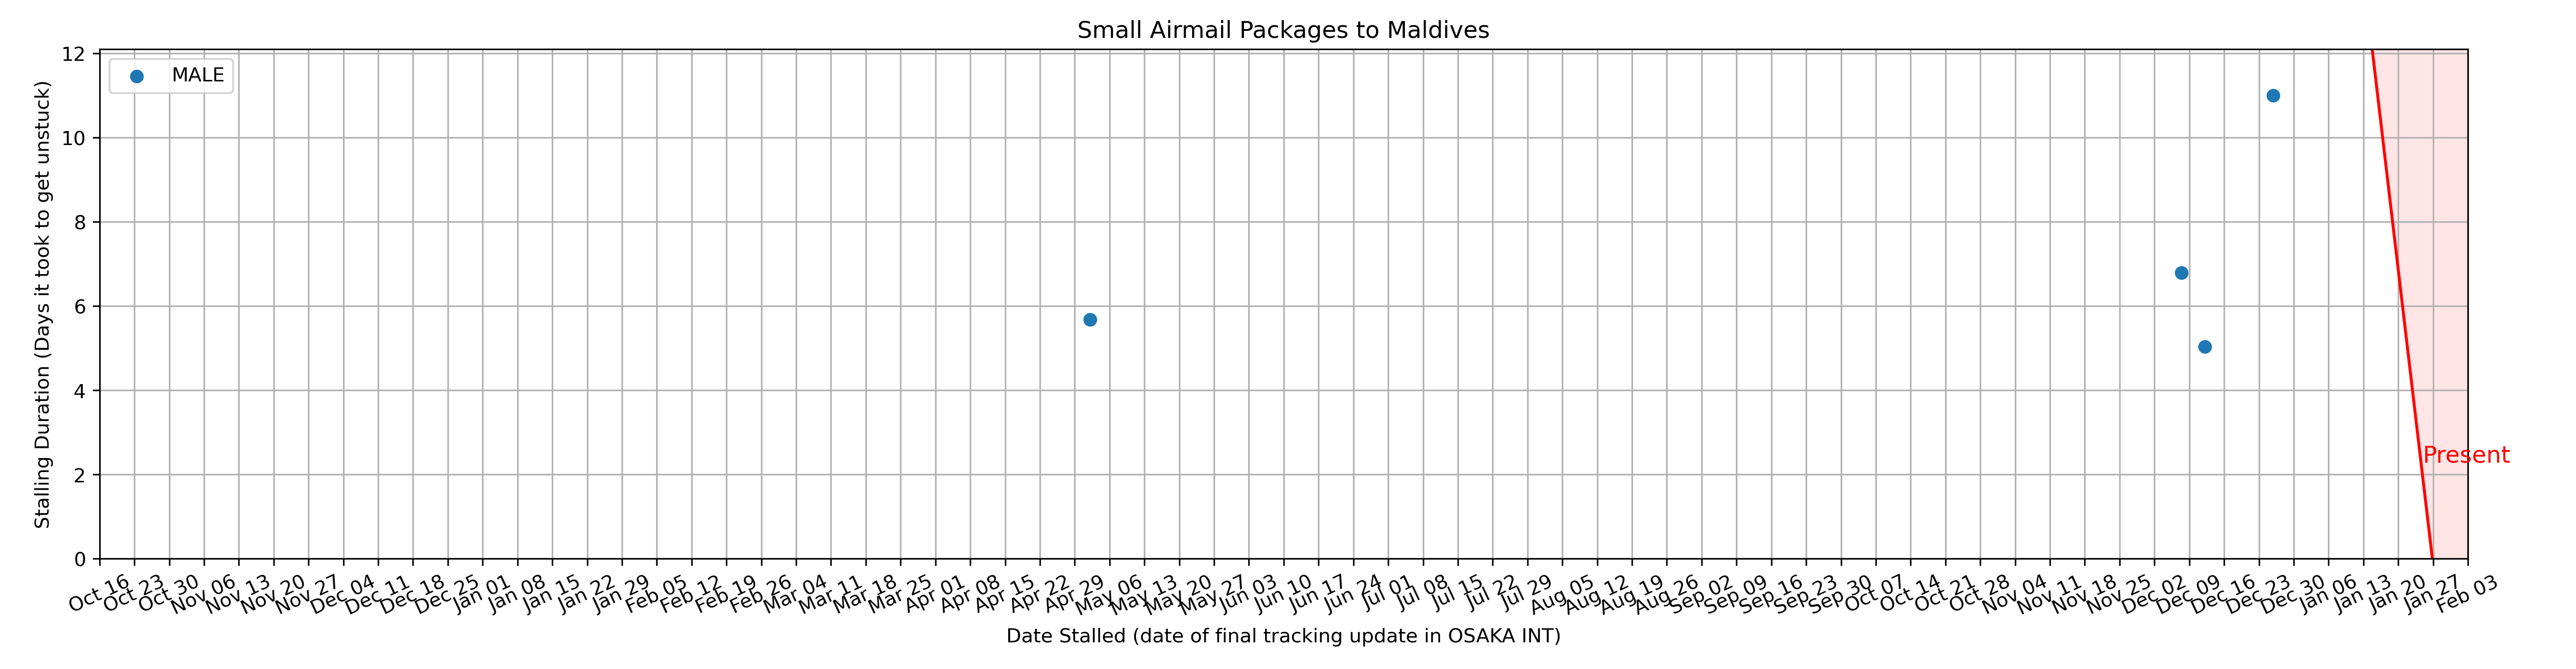 Small Airmail Packages to Maldives
MALE
Stalling Duration (Days it took to get unstuck)
12
10
8
6
4
2
0
Present
Oct 16 Oct 23 Oct 30 Nov 06 Nov 13 Nov 20 Nov 27 Dec 04 Dec 11 Dec 18 Dec 25 Jan 01 Jan 08 Jan 15 Jan 22 Jan 29 Feb 05 Feb 12 Feb 19 Feb 26 Mar 04 Mar 11 Mar 18 Mar 25 Apr 01 Apr 08 Apr 15 Apr 22 Apr 29 May 06 May 13 May 20 May 27 Jun 03 Jun 10 Jun 17 Jun 24 Jul 01 Jul 08 Jul 15 Jul 22 Jul 29 Aug 05 Aug 12 Aug 19 Aug 26 Sep 02 Sep 09 Sep 16 Sep 23 Sep 30 Oct 07 Oct 14 Oct 21 Oct 28 Nov 04 Nov 11 Nov 18 Nov 25 Dec 02 Dec 09 Dec 16 Dec 23 Dec 30 Jan 06 Jan 13 Jan 20 Jan 27 Feb 03
Date Stalled (date of final tracking update in OSAKA INT)